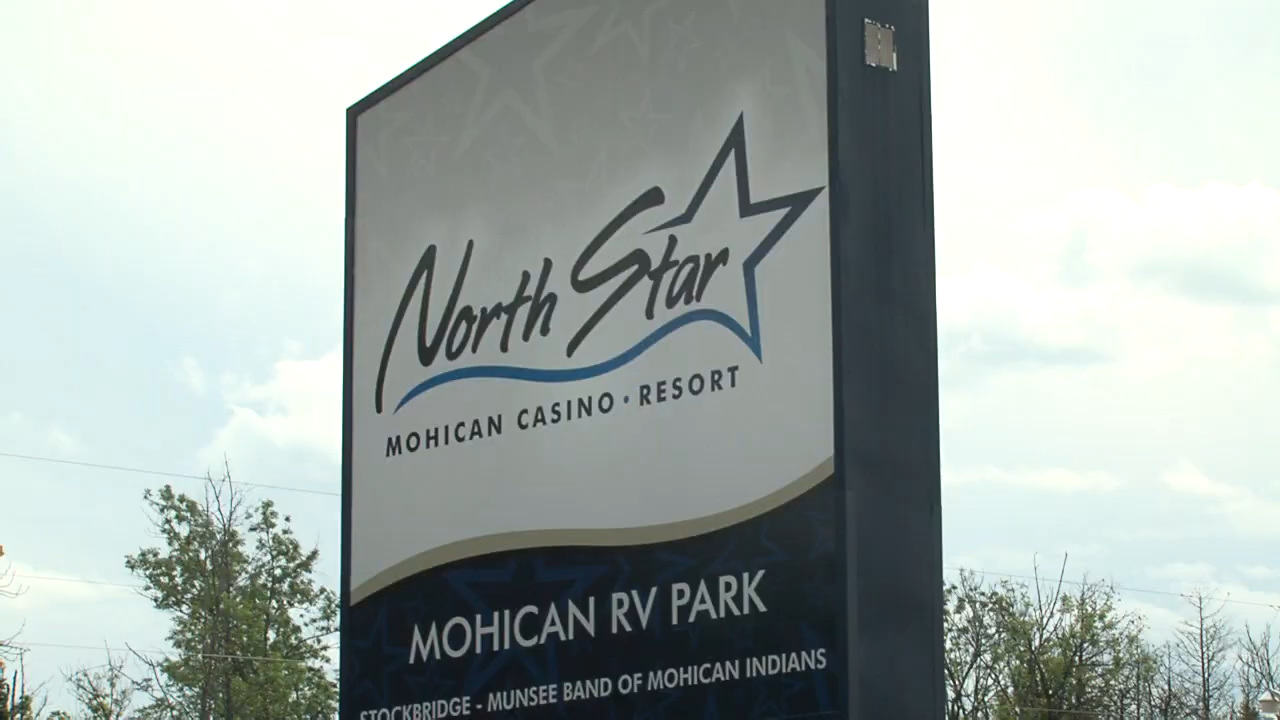 North Star
MOHICAN CASINO • RESORT
MOHICAN RV PARK
STOCKBRIDGE - MUNSEE BAND OF MOHICAN INDIANS